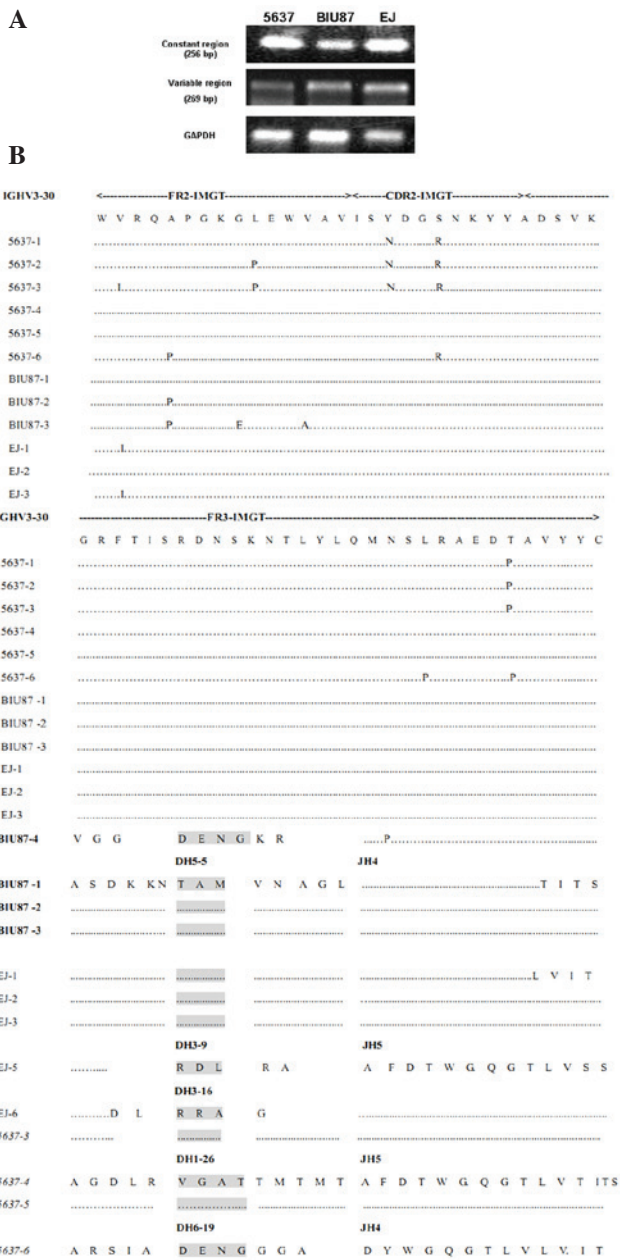 A
5637 BIU87 EJ
Constant region
(256 bp)
Variable region
(269 bp)
GAPDH
B
IGHV3-30 <------------------FR2-IMGT------------------------------><-------CDR2-IMGT-----------><--------------------
W V R Q A P G K G L E W V A V I S Y D G S N K Y Y A D S V K
5637-1 ..........N.......R..........
5637-2 ..........P..........N.......R..........
5637-3 ....I..........P..........N.......R..........
5637-4 ..............................
5637-5 ..............................
5637-6 ..........P..........R..........
BIU87-1 ..............................
BIU87-2 ..........P..........
BIU87-3 ..........P..........E........A..........
EJ-1 ....I..........
EJ-2 ..............................
EJ-3 ....I..........
GHV3-30 ------------------------------FR3-IMGT------------------------------>
G R F T I S R D N S K N T L Y L Q M N S L R A E D T A V Y Y C
5637-1 ....................P..........
5637-2 ....................P..........
5637-3 ....................P..........
5637-4 ..............................
5637-5 ..............................
5637-6 ....................P..........P..........
BIU87 -1 ..............................
BIU87 -2 ..............................
BIU87 -3 ..............................
EJ-1 ..............................
EJ-2 ..............................
EJ-3 ..............................
BIU87-4 V G G D E N G K R .....P..........
DH5-5 JH4
BIU87 -1 A S D K KN T A M V N A G L ....................T I T S
BIU87 -2 ..............................
BIU87 -3 ..............................
EJ-1 ....................L V I T
EJ-2 ..............................
EJ-3 ..............................
DH3-9 JH5
EJ-5 .......... R D L R A A F D T W G Q G T L V S S
DH3-16
EJ-6 ........D L R R A G ....................
5637-3 ..............................
DH1-26 JH5
5637-4 A G D L R V G A T T M T M T A F D T W G Q G T L V T ITS
5637-5 ..............................
DH6-19 JH4
5637-6 A R S I A D E N G G G A D Y W G Q G T L V L V I T